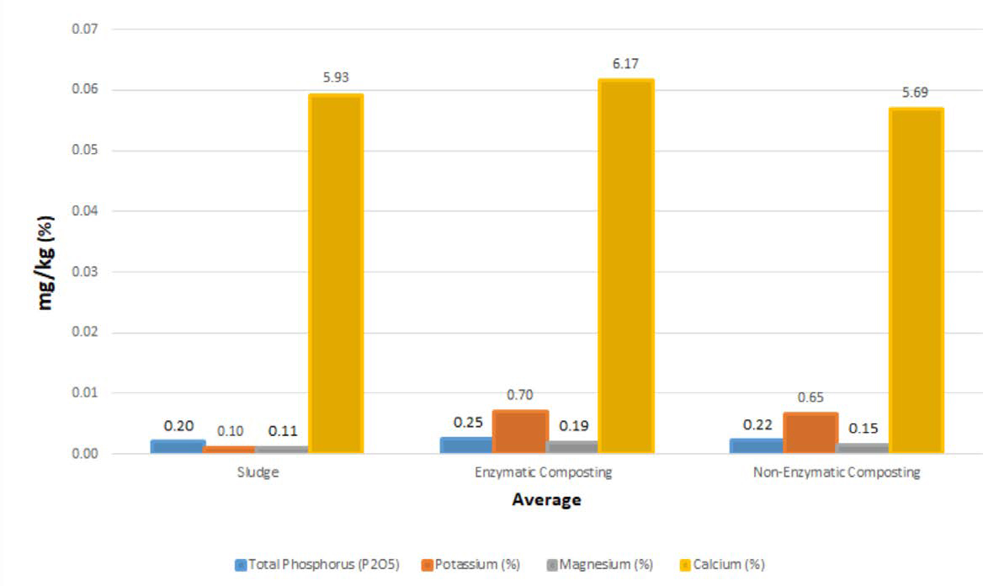 0.07
0.06
0.05
0.04
0.03
0.02
0.01
0.00
mg/kg (%)
5.93
6.17
5.69
0.20 0.10 0.11
0.25 0.70 0.19
0.22 0.65 0.15
Sludge Enzymatic Composting Non-Enzymatic Composting
Average
Total Phosphorus (P2O5) Potassium (%) Magnesium (%) Calcium (%)